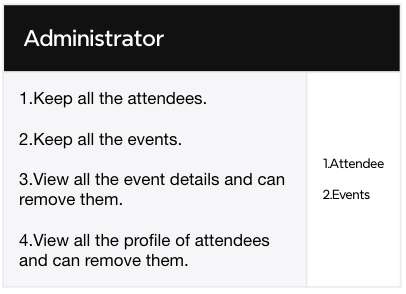 Administrator
1.Keep all the attendees.
2.Keep all the events.
3.View all the event details and can
remove them.
4.View all the profile of attendees
and can remove them.
1.Attendee
2.Events